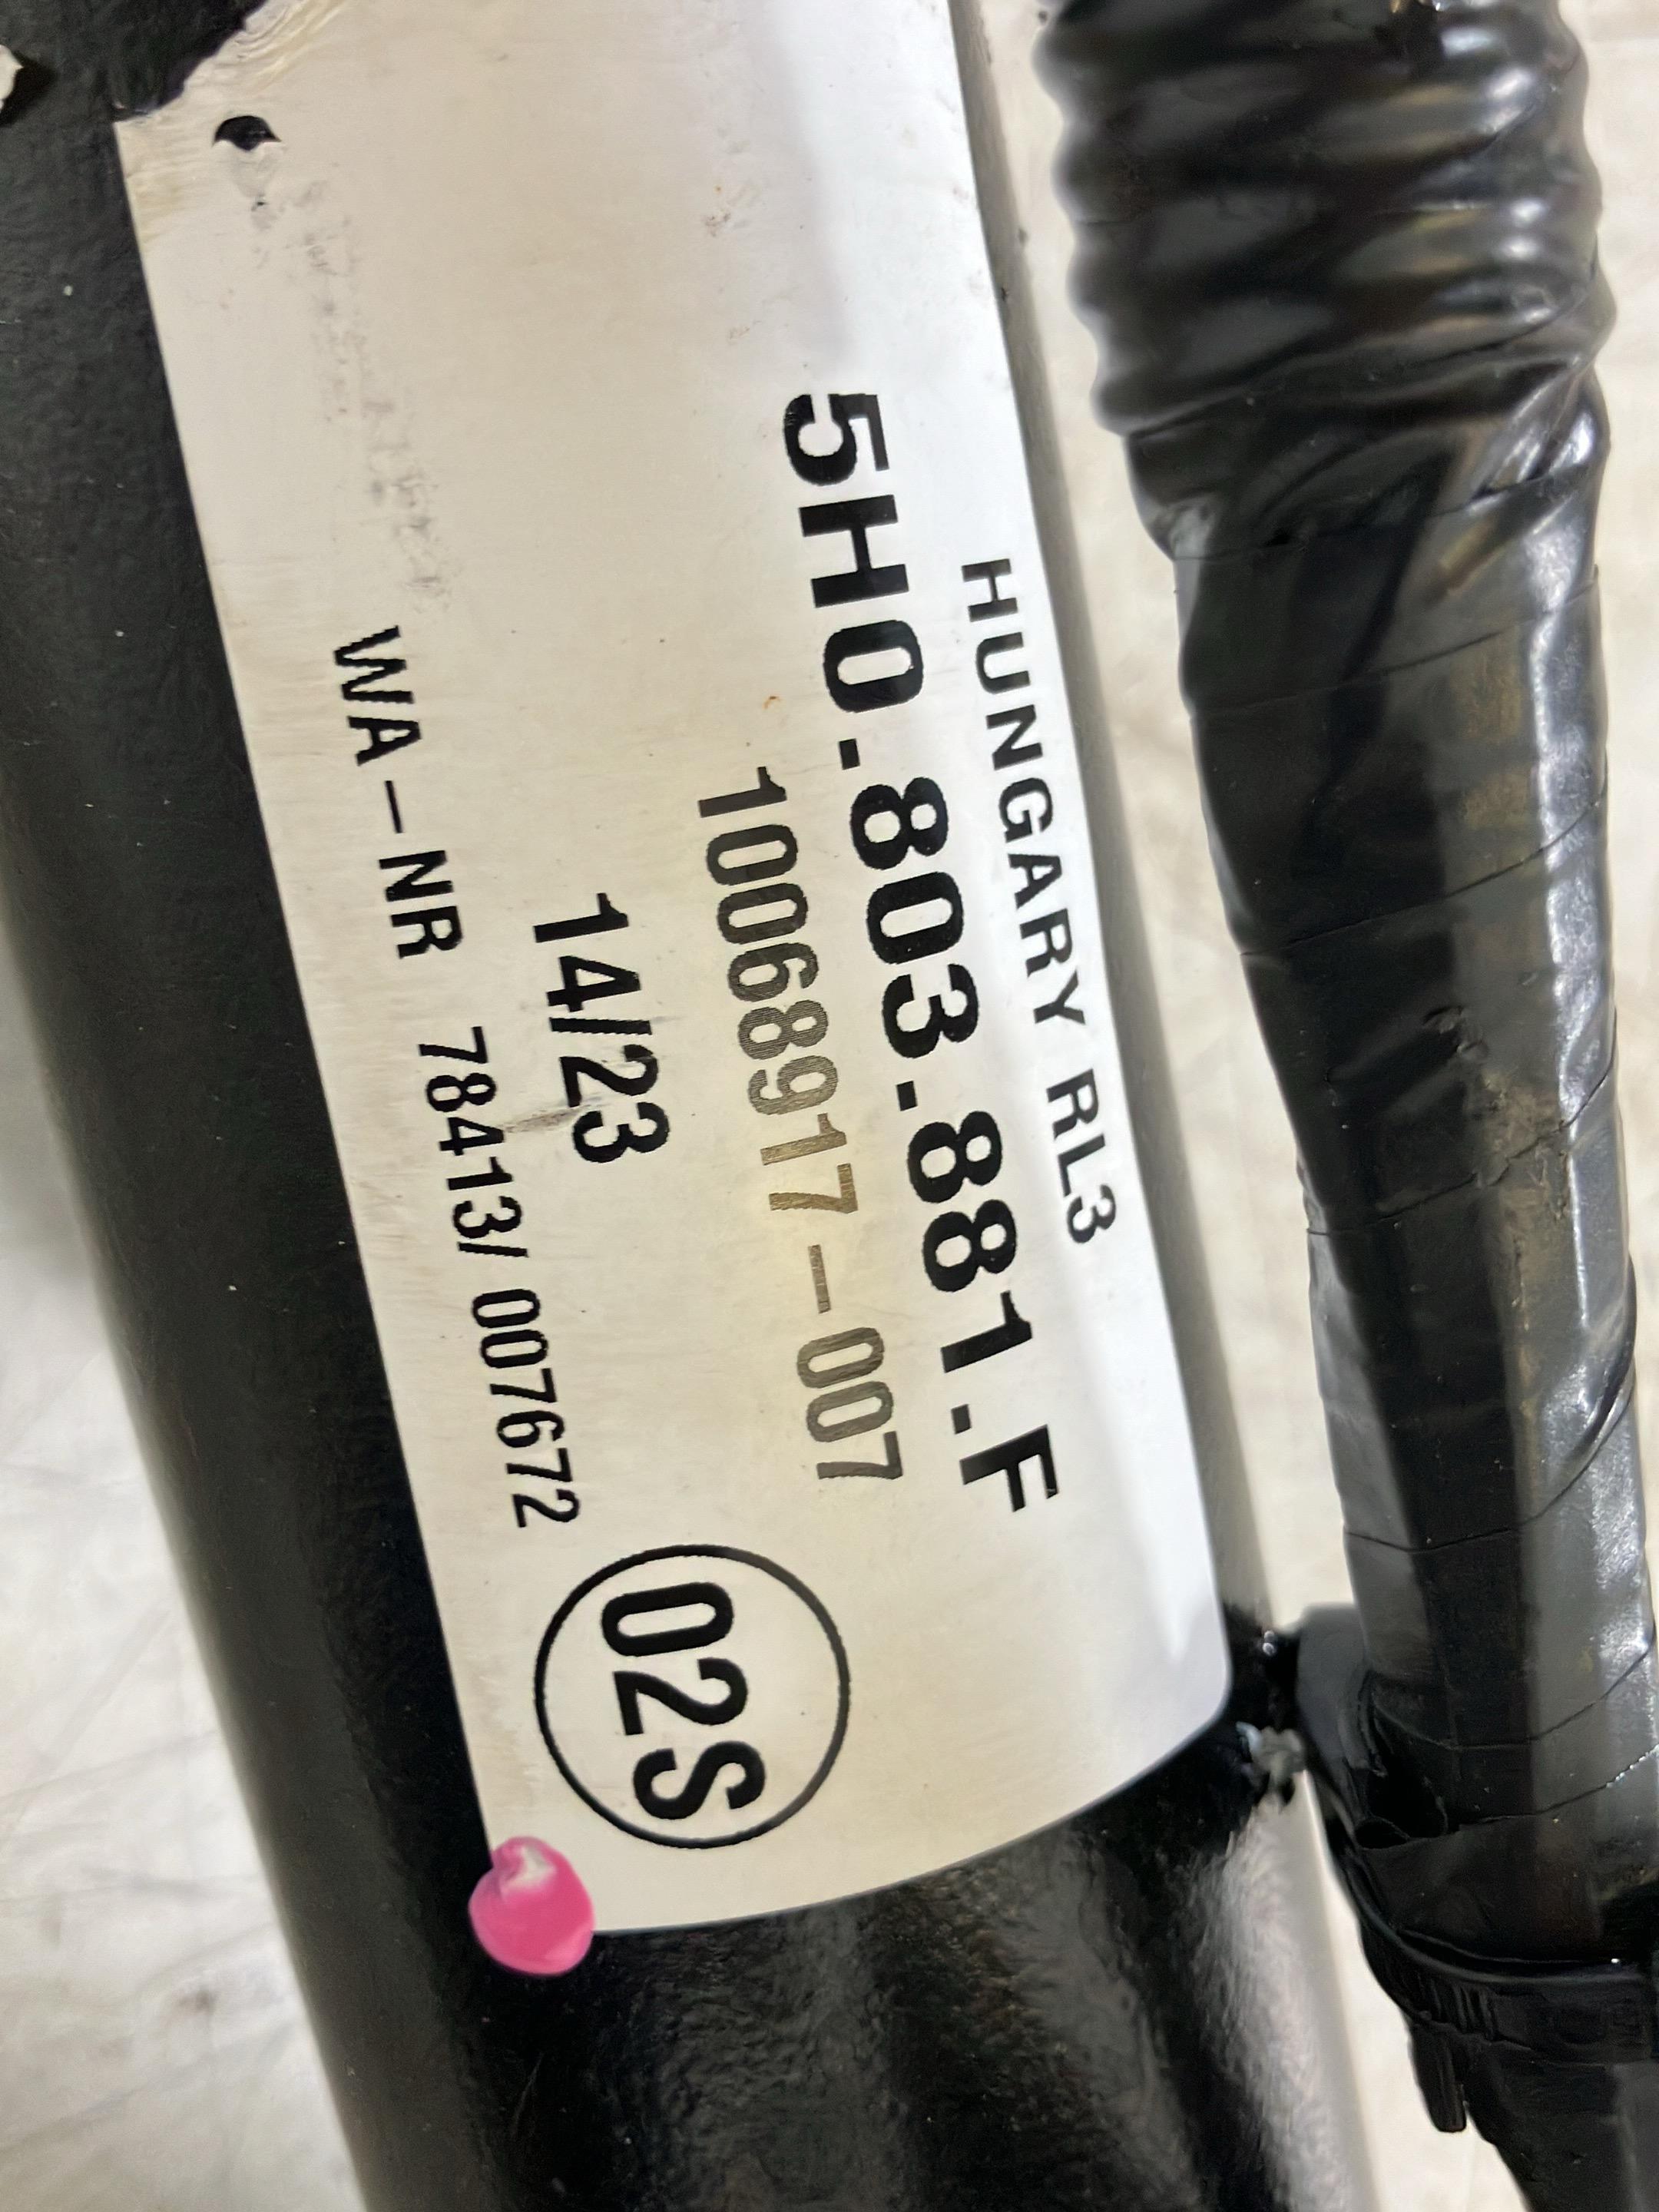 HUNGARY RL3
5H0.803.881.F
10068917-007
14/23
WA-NR 78413/ 007672
02S